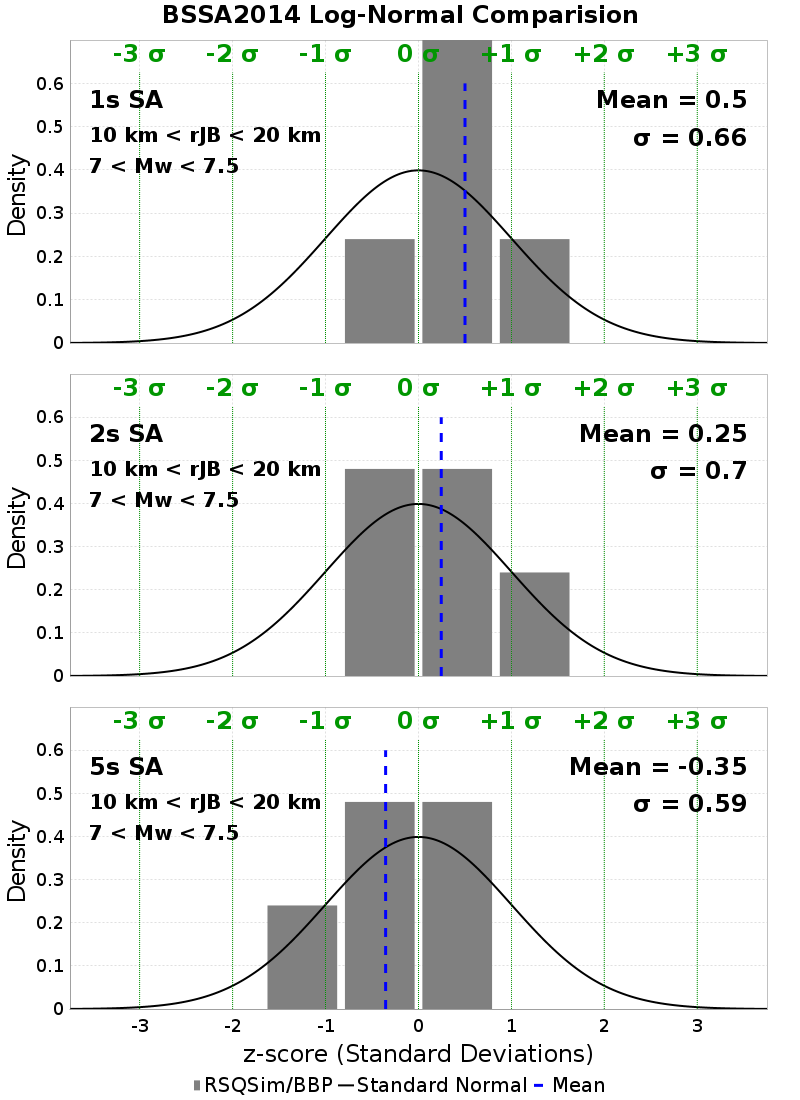 BSSA2014 Log-Normal Comparision
-3 σ -2 σ -1 σ 0 σ +1 σ +2 σ +3 σ
1s SA
10 km < rJB < 20 km
7 < Mw < 7.5
Mean = 0.5
σ = 0.66
Density
0.6
0.5
0.4
0.3
0.2
0.1
0
-3 σ -2 σ -1 σ 0 σ +1 σ +2 σ +3 σ
2s SA
10 km < rJB < 20 km
7 < Mw < 7.5
Mean = 0.25
σ = 0.7
Density
0.6
0.5
0.4
0.3
0.2
0.1
0
-3 σ -2 σ -1 σ 0 σ +1 σ +2 σ +3 σ
5s SA
10 km < rJB < 20 km
7 < Mw < 7.5
Mean = -0.35
σ = 0.59
Density
0.6
0.5
0.4
0.3
0.2
0.1
0
-3 -2 -1 0 1 2 3
z-score (Standard Deviations)
RSQSim/BBP Standard Normal Mean